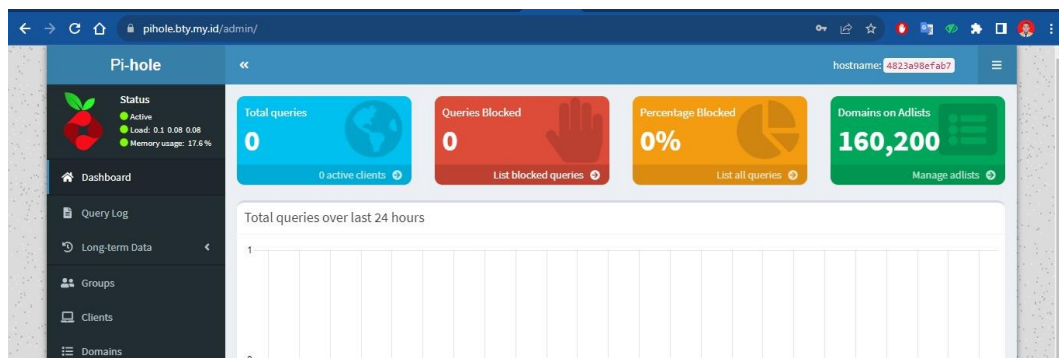 pihole.bty.my.id/admin/
Pi-hole
hostname: 4823a98efab7
Status
Active
Load: 0.1 0.08 0.08
Memory usage: 17.6 %
Total queries
0
0 active clients
Queries Blocked
0
List blocked queries
Percentage Blocked
0%
List all queries
Domains on Adlists
160,200
Manage adlists
Dashboard
Query Log
Long-term Data
Groups
Clients
Domains
Total queries over last 24 hours
1